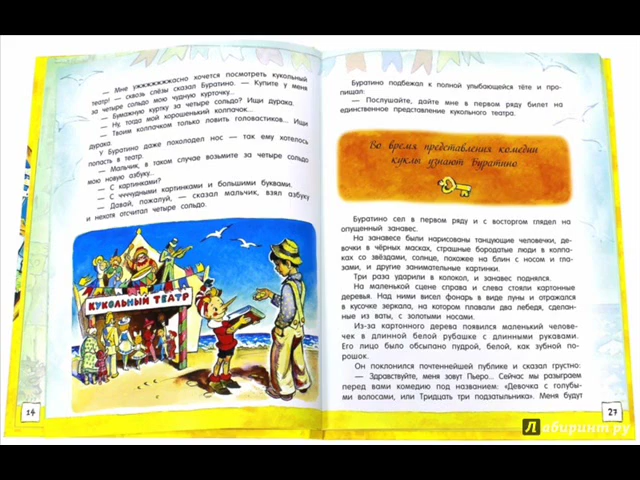 — Мне ужжжжжжжасно хочется посмотреть кукольный
театр! — сквозь слёзы сказал Буратино. — Купите у меня
за четыре сольдо мою чудную курточку...
— Бумажную куртку за четыре сольдо? Ищи дурака.
— Ну, тогда мой хорошенький колпачок...
— Твоим колпачком только ловить головастиков... Ищи
дурака.
У Буратино даже похолодел нос — так ему хотелось
попасть в театр.
— Мальчик, в таком случае возьмите за четыре сольдо
мою новую азбуку...
— С картинками?
— С ччччудными картинками и большими буквами.
— Давай, пожалуй, — сказал мальчик, взял азбуку
и нехотя отсчитал четыре сольдо.
КУКОЛЬНЫЙ ТЕАТР
14
Буратино подбежал к полной улыбающейся тёте и про-
пищал:
— Послушайте, дайте мне в первом ряду билет на
единственное представление кукольного театра.
Во время представления комедии
куклы узнают Буратино
Буратино сел в первом ряду и с восторгом глядел на
опущенный занавес.
На занавесе были нарисованы танцующие человечки, де-
вочки в чёрных масках, страшные бородатые люди в колпа-
ках со звёздами, солнце, похожее на блин с носом и гла-
зами, и другие занимательные картинки.
Три раза ударили в колокол, и занавес поднялся.
На маленькой сцене справа и слева стояли картонные
деревья. Над ними висел фонарь в виде луны и отражался
в кусочке зеркала, на котором плавали два лебедя, сделан-
ные из ваты, с золотыми носами.
Из-за картонного дерева появился маленький челове-
чек в длинной белой рубашке с длинными рукавами.
Его лицо было обсыпано пудрой, белой, как зубной по-
рошок.
Он поклонился почтеннейшей публике и сказал грустно:
— Здравствуйте, меня зовут Пьеро... Сейчас мы разыграем
перед вами комедию под названием: «Девочка с голубы-
ми волосами, или Тридцать три подзатыльника». Меня будут
27
Лабиринт.ру